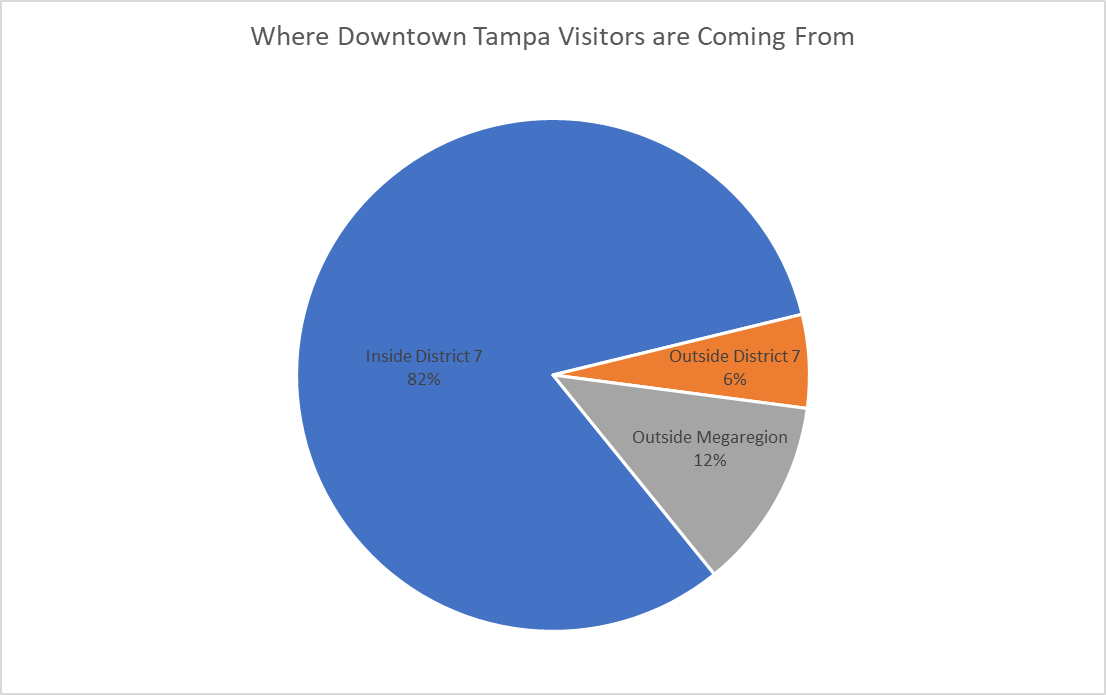 Where Downtown Tampa Visitors are Coming From
Inside District 7
82%
Outside District 7
6%
Outside Megaregion
12%